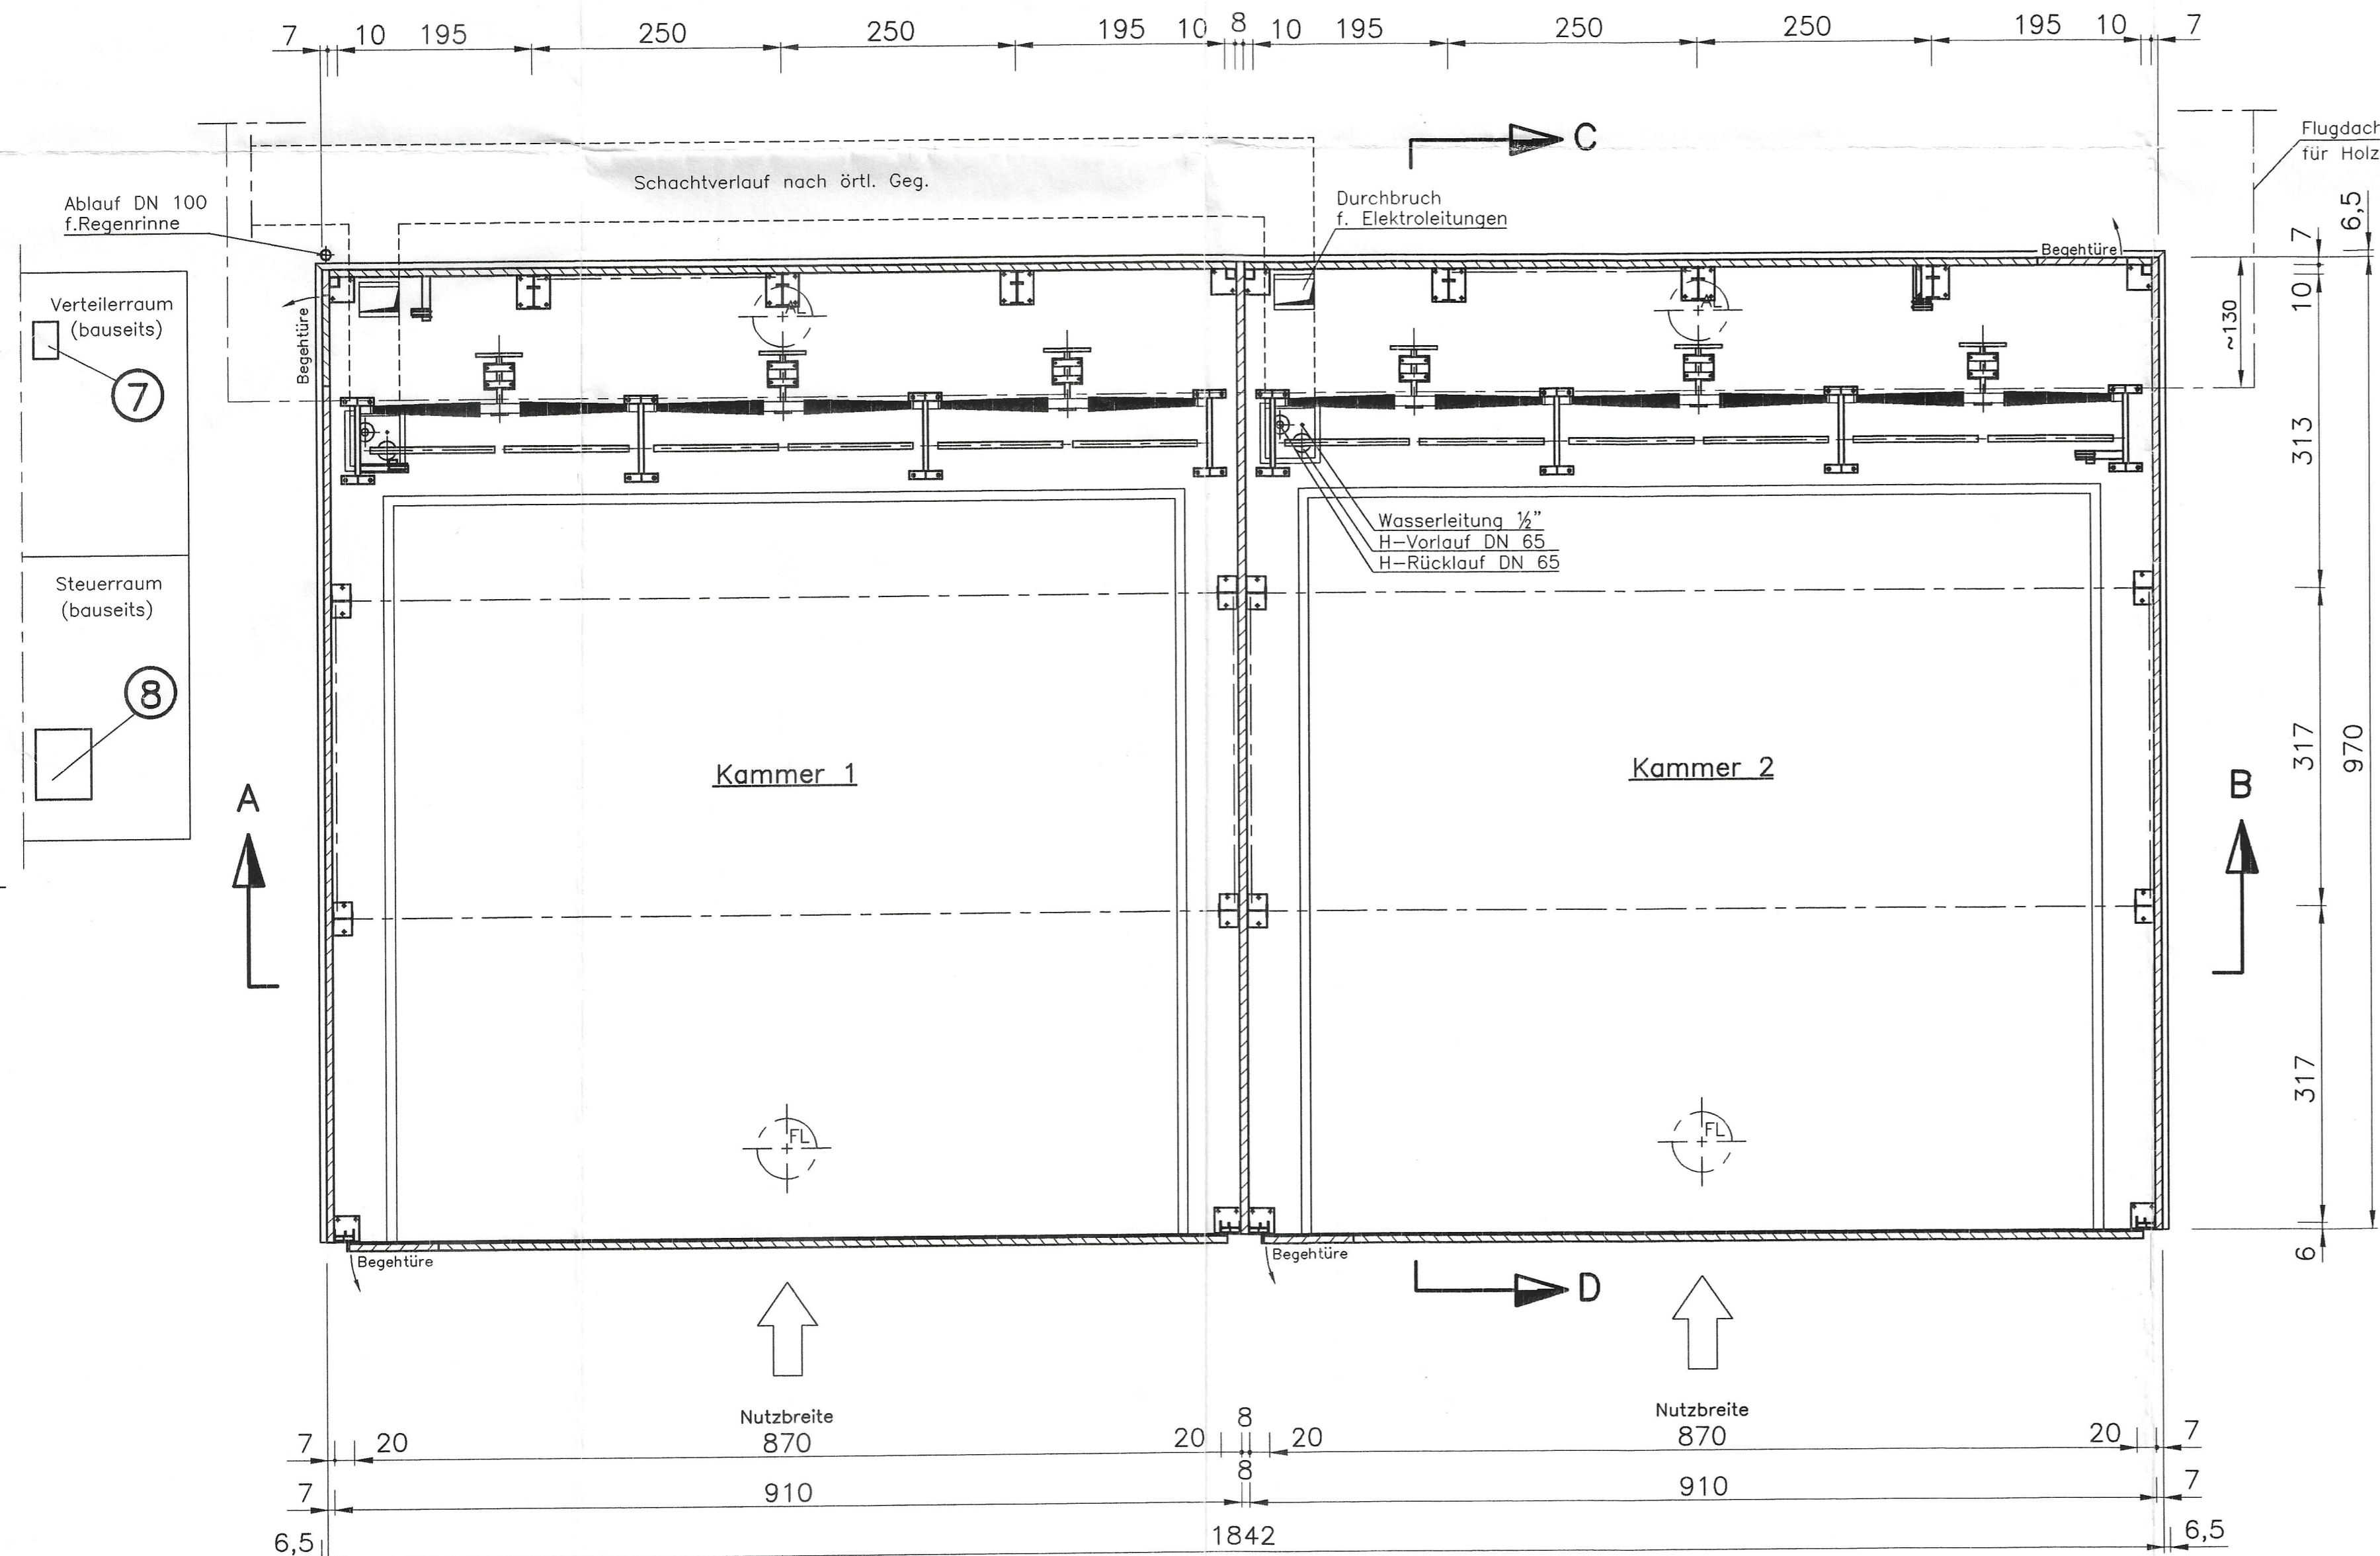 7 10 195 250 250 195 10 8 10 195 250 250 195 10 7
C
Flugdach
für Holz
Schachtverlauf nach örtl. Geg.
Ablauf DN 100
f.Regenrinne
Durchbruch
f. Elektroleitungen
6,5
7
Begehtüre
Begehtüre
AL
AL
10
~130
Verteilerraum
(bauseits)
7
313
Wasserleitung ½"
H-Vorlauf DN 65
H-Rücklauf DN 65
Steuerraum
(bauseits)
8
Kammer 1
Kammer 2
317
970
A
B
317
FL
FL
6
Begehtüre
Begehtüre
D
Nutzbreite
Nutzbreite
7 20 870 20 8 20 870 20 7
7 910 8 910 7
6,5 1842 6,5